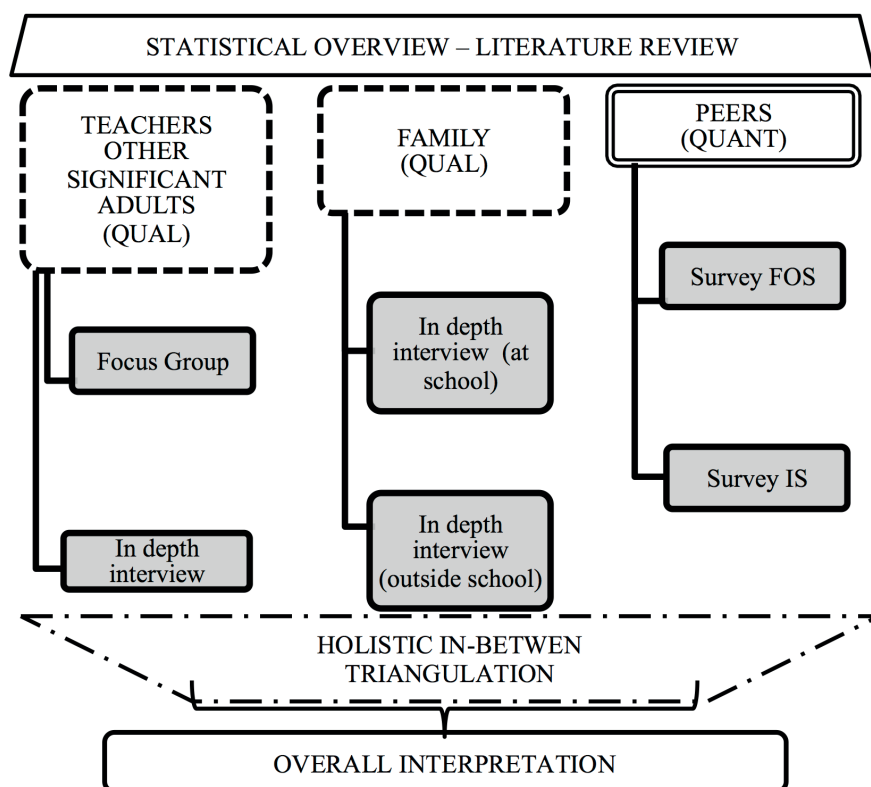 STATISTICAL OVERVIEW – LITERATURE REVIEW
TEACHERS
OTHER
SIGNIFICANT
ADULTS
(QUAL)
Focus Group
In depth
interview
FAMILY
(QUAL)
In depth
interview (at
school)
In depth
interview
(outside school)
PEERS
(QUANT)
Survey FOS
Survey IS
HOLISTIC IN-BETWEN
TRIANGULATION
OVERALL INTERPRETATION